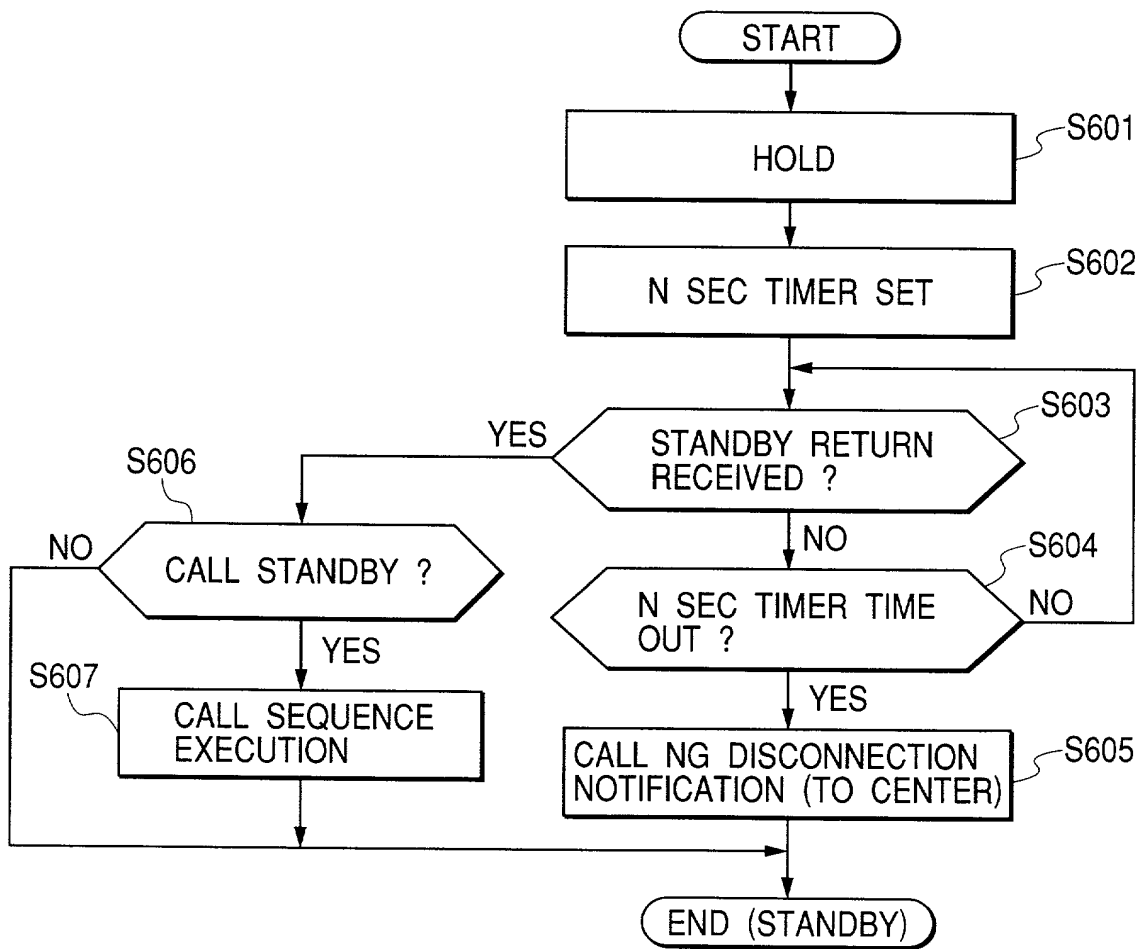 START
HOLD
S601
N SEC TIMER SET
S602
STANDBY RETURN
RECEIVED ?
S603
YES
NO
S606
CALL STANDBY ?
NO
YES
S604
N SEC TIMER TIME
OUT ?
NO
YES
S607
CALL SEQUENCE
EXECUTION
CALL NG DISCONNECTION
NOTIFICATION (TO CENTER)
S605
END (STANDBY)